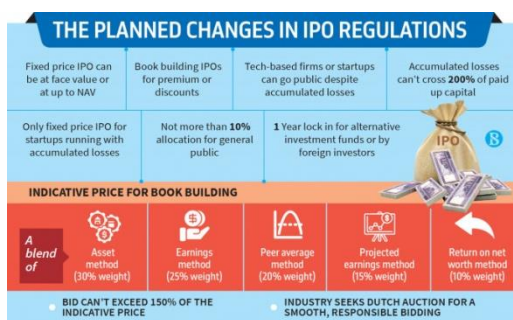 THE PLANNED CHANGES IN IPO REGULATIONS
Fixed price IPO can
be at face value or
at up to NAV
Book building IPOs
for premium or
discounts
Tech-based firms or startups
can go public despite
accumulated losses
Accumulated losses
can't cross 200% of paid
up capital
Only fixed price IPO for
startups running with
accumulated losses
Not more than 10%
allocation for general
public
1 Year lock in for alternative
investment funds or by
foreign investors
IPO
INDICATIVE PRICE FOR BOOK BUILDING
A
blend
of
Asset
method
(30% weight)
Earnings
method
(25% weight)
Peer average
method
(20% weight)
Projected
earnings method
(15% weight)
Return on net
worth method
(10% weight)
BID CAN'T EXCEED 150% OF THE
INDICATIVE PRICE
INDUSTRY SEEKS DUTCH AUCTION FOR A
SMOOTH, RESPONSIBLE BIDDING